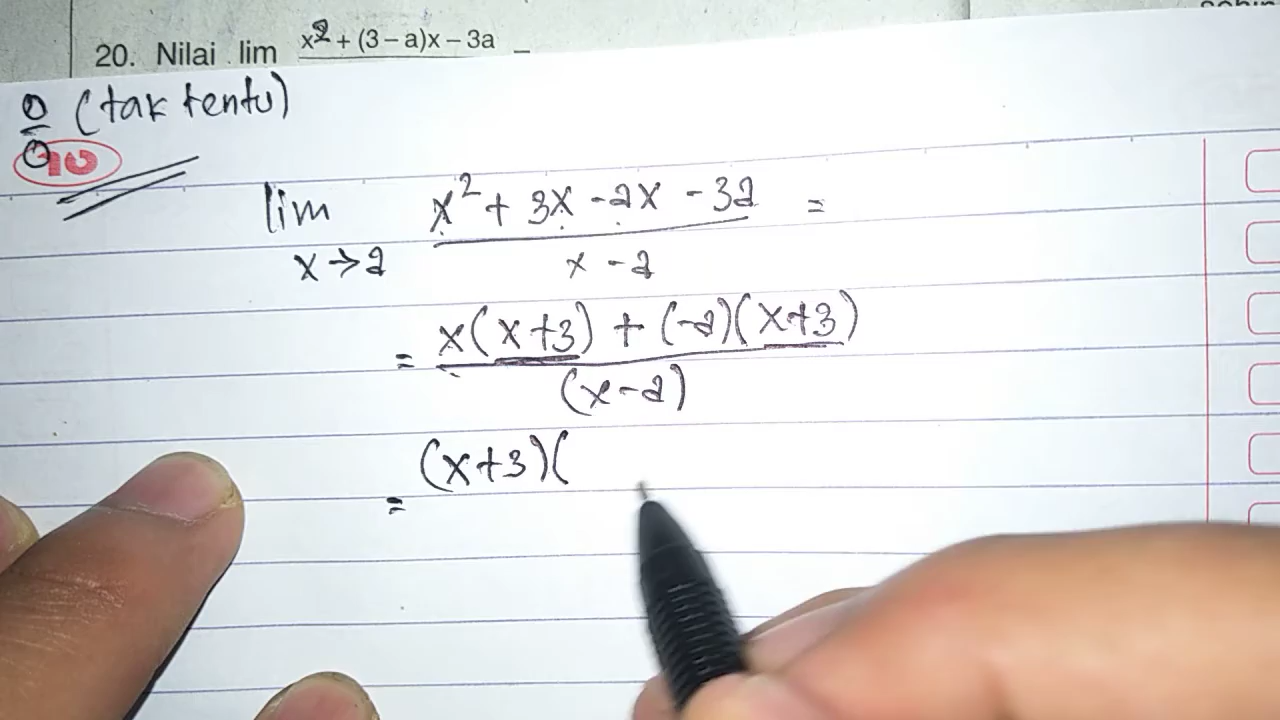 20. Nilai lim x2 + (3 – a)x – 3a =
0/0 (tak tentu)
lim x→a x² + 3x - ax - 3a / x - a =
= x(x+3) + (-a)(x+3) / (x-a)
= (x+3)(